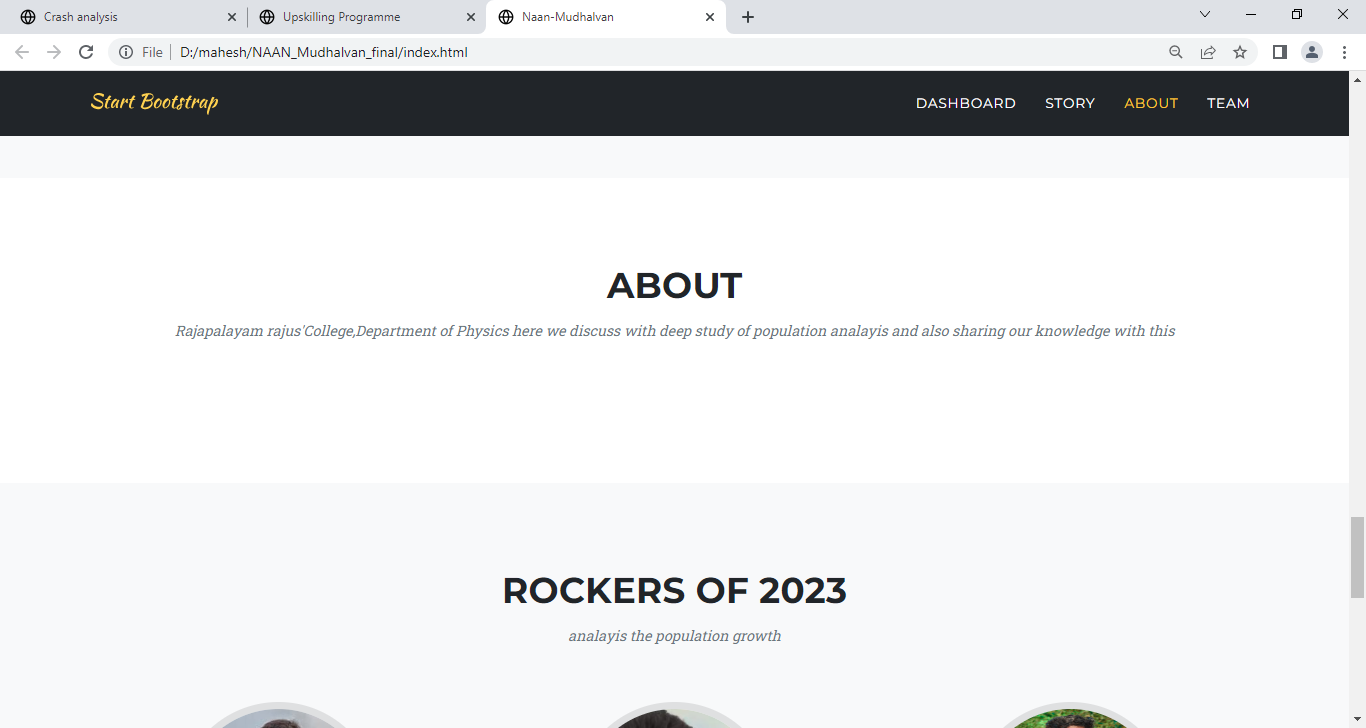 Crash analysis
Upskilling Programme
Naan-Mudhalvan
File
D:/mahesh/NAAN_Mudhalvan_final/index.html
Start Bootstrap
DASHBOARD
STORY
ABOUT
TEAM
ABOUT
Rajapalayam rajus'College,Department of Physics here we discuss with deep study of population analayis and also sharing our knowledge with this
ROCKERS OF 2023
analayis the population growth